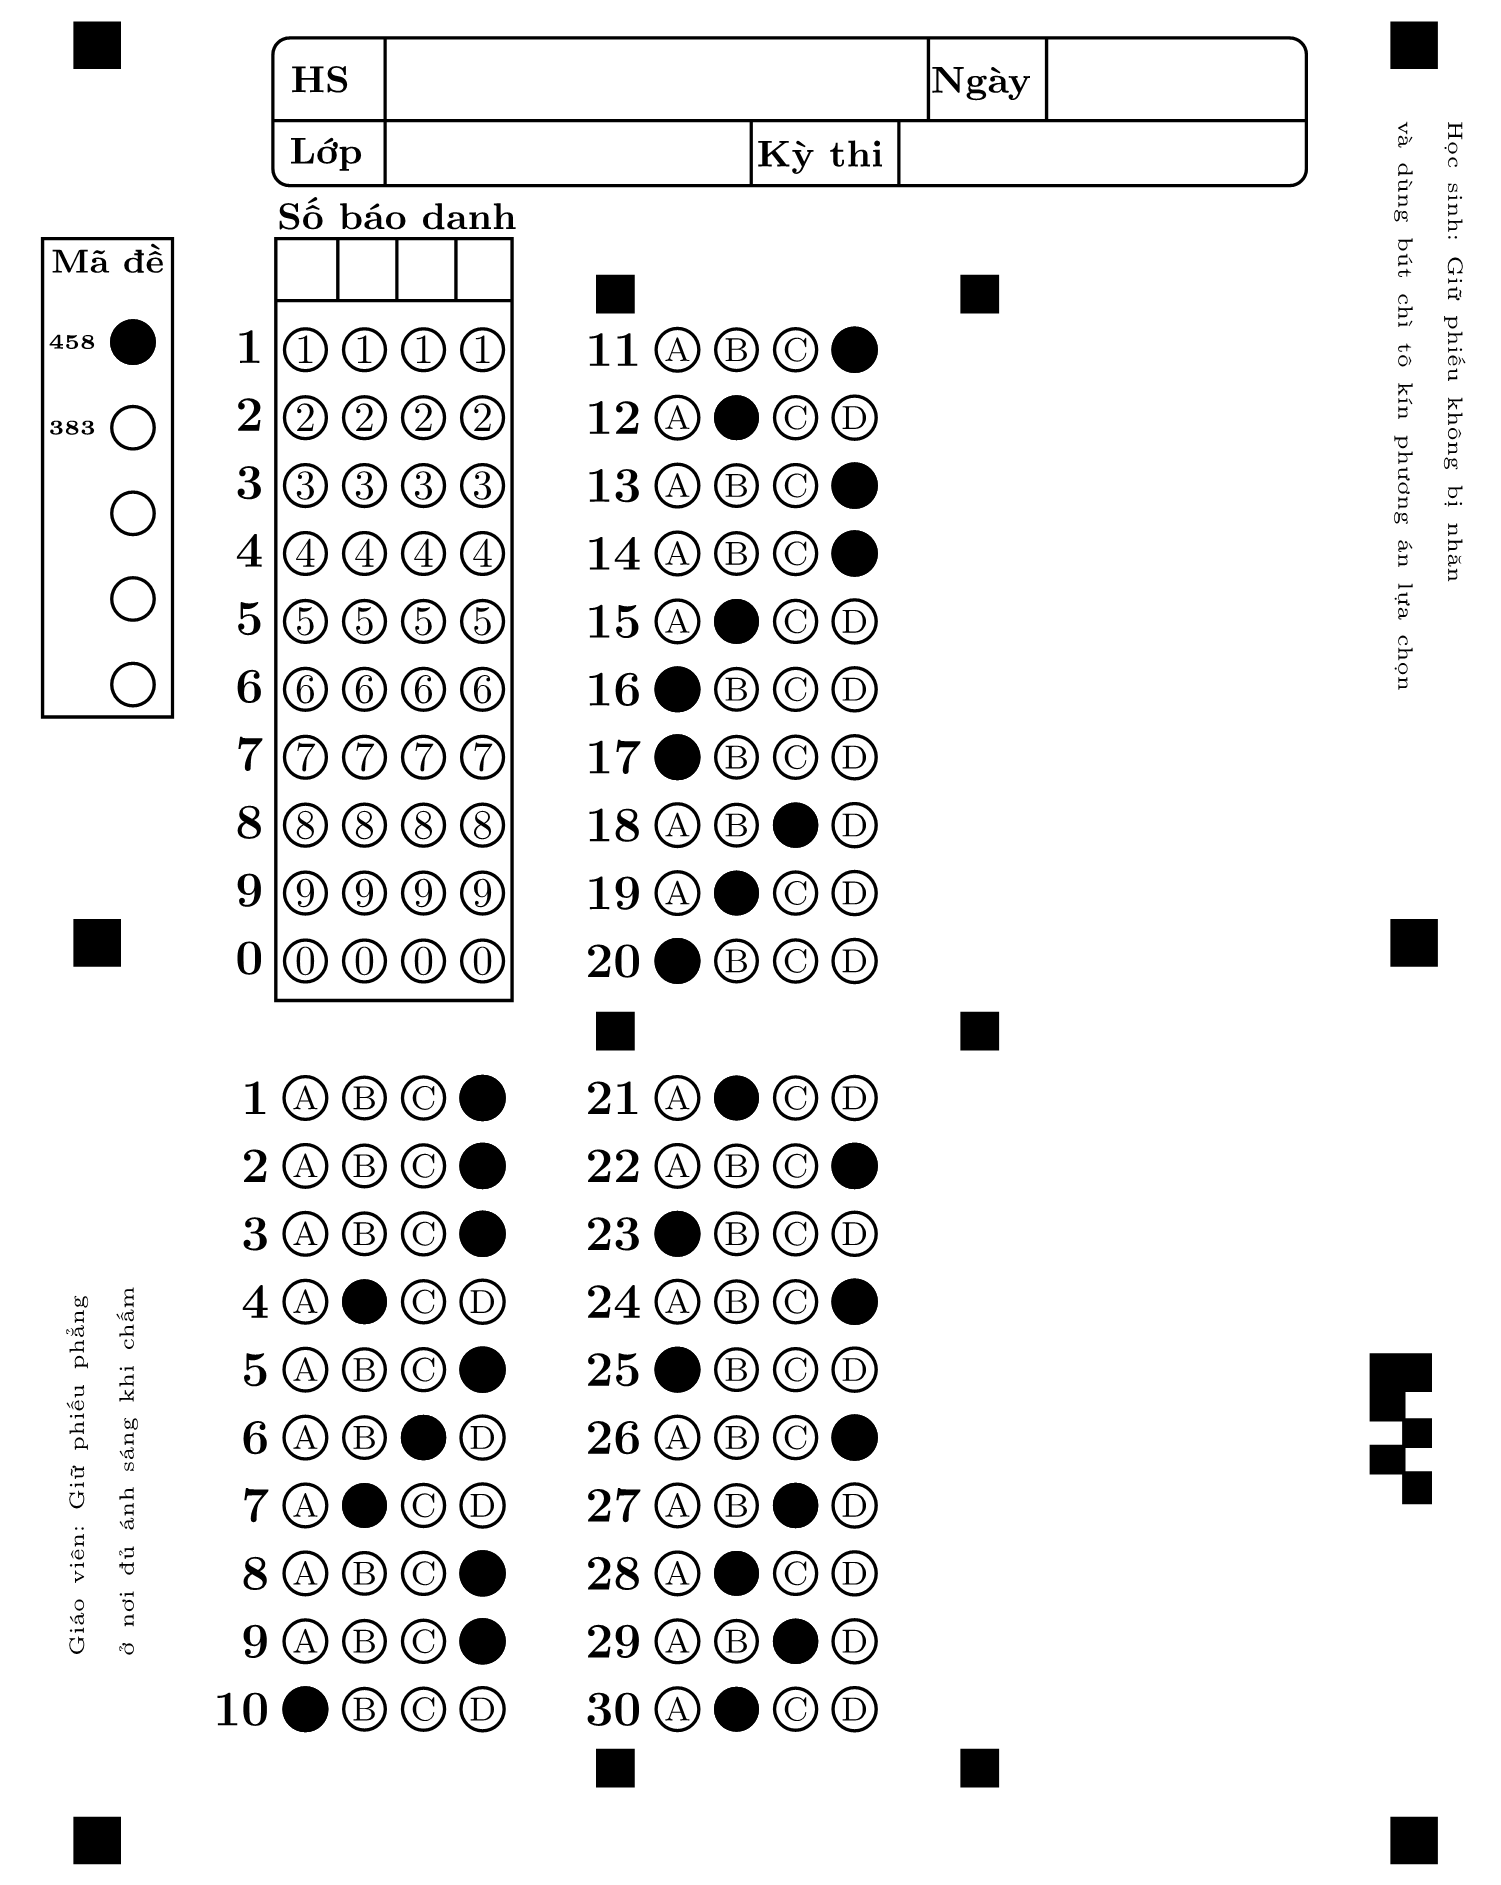 HS Ngày
Lớp Kỳ thi
Số báo danh
Mã đề
458
383
1 1 1 1 1
2 2 2 2 2
3 3 3 3 3
4 4 4 4 4
5 5 5 5 5
6 6 6 6 6
7 7 7 7 7
8 8 8 8 8
9 9 9 9 9
0 0 0 0 0
11 A B C
12 A C D
13 A B C
14 A B C
15 A C D
16 B C D
17 B C D
18 A B D
19 A C D
20 B C D
1 A B C
2 A B C
3 A B C
4 A C D
5 A B C
6 A B D
7 A C D
8 A B C
9 A B C
10 B C D
21 A C D
22 A B C
23 B C D
24 A B C
25 B C D
26 A B C
27 A B D
28 A C D
29 A B D
30 A C D
Học sinh: Giữ phiếu không bị nhăn
và dùng bút chì tô kín phương án lựa chọn
Giáo viên: Giữ phiếu phẳng
ở nơi đủ ánh sáng khi chấm